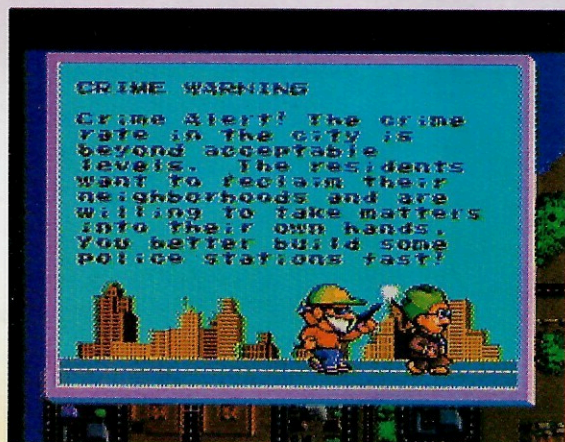 CRIME WARNING
Crime Alert! The crime
rate in the city is
beyond acceptable
levels. The residents
want to reclaim their
neighborhoods and are
willing to take matters
into their own hands.
You better build some
police stations fast!